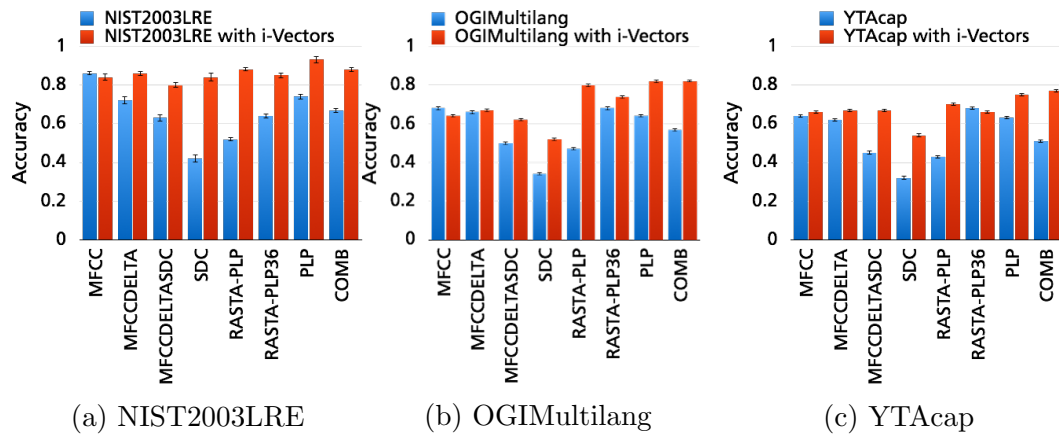 NIST2003LRE
NIST2003LRE with i-Vectors
Accuracy
1
0.8
0.6
0.4
0.2
0
MFCC
MFCCDELTA
MFCCDELTASDC
SDC
RASTA-PLP
RASTA-PLP36
PLP
COMB
(a) NIST2003LRE
OGIMultilang
OGIMultilang with i-Vectors
Accuracy
1
0.8
0.6
0.4
0.2
0
MFCC
MFCCDELTA
MFCCDELTASDC
SDC
RASTA-PLP
RASTA-PLP36
PLP
COMB
(b) OGIMultilang
YTAcap
YTAcap with i-Vectors
Accuracy
1
0.8
0.6
0.4
0.2
0
MFCC
MFCCDELTA
MFCCDELTASDC
SDC
RASTA-PLP
RASTA-PLP36
PLP
COMB
(c) YTAcap